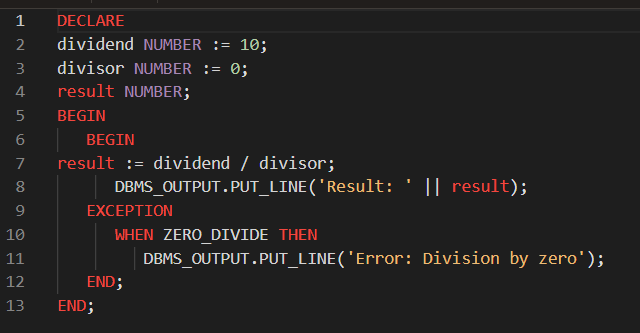 1 DECLARE
2 dividend NUMBER := 10;
3 divisor NUMBER := 0;
4 result NUMBER;
5 BEGIN
6 BEGIN
7 result := dividend / divisor;
8 DBMS_OUTPUT.PUT_LINE('Result: ' || result);
9 EXCEPTION
10 WHEN ZERO_DIVIDE THEN
11 DBMS_OUTPUT.PUT_LINE('Error: Division by zero');
12 END;
13 END;